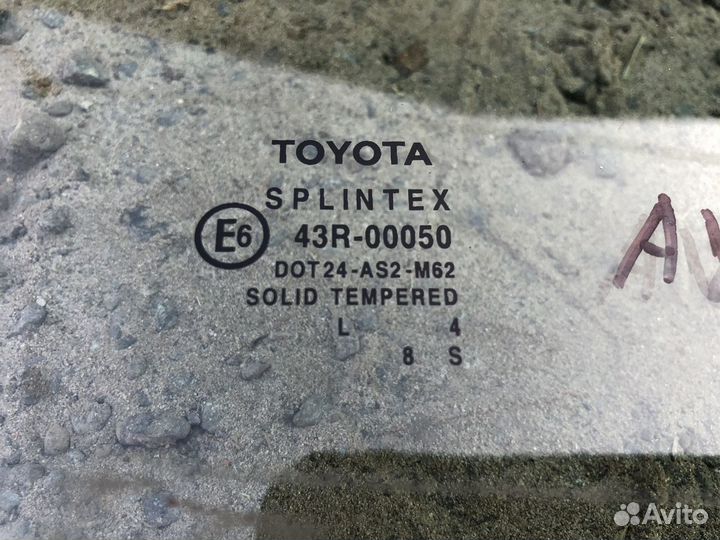 TOYOTA
SPLINTEX
E6 43R-00050
DOT24-AS2-M62
SOLID TEMPERED
L 4
8 S
Avito